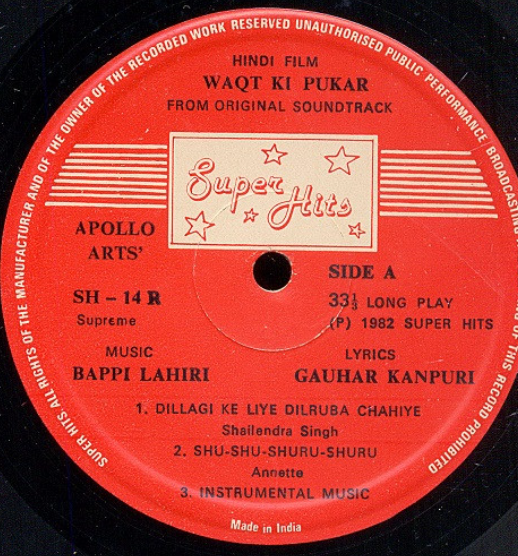 SUPER HITS ALL RIGHTS OF THE MANUFACTURER AND OF THE OWNER OF THE RECORDED WORK RESERVED UNAUTHORISED PUBLIC PERFORMANCE BROADCASTING
OF THIS RECORD PROHIBITED
HINDI FILM
WAQT KI PUKAR
FROM ORIGINAL SOUNDTRACK
Super Hits
APOLLO
ARTS'
SIDE A
SH – 14 R
33⅓ LONG PLAY
Supreme
(P) 1982 SUPER HITS
MUSIC
LYRICS
BAPPI LAHIRI
GAUHAR KANPURI
1. DILLAGI KE LIYE DILRUBA CHAHIYE
Shailendra Singh
2. SHU-SHU-SHURU-SHURU
Annette
3. INSTRUMENTAL MUSIC
Made in India